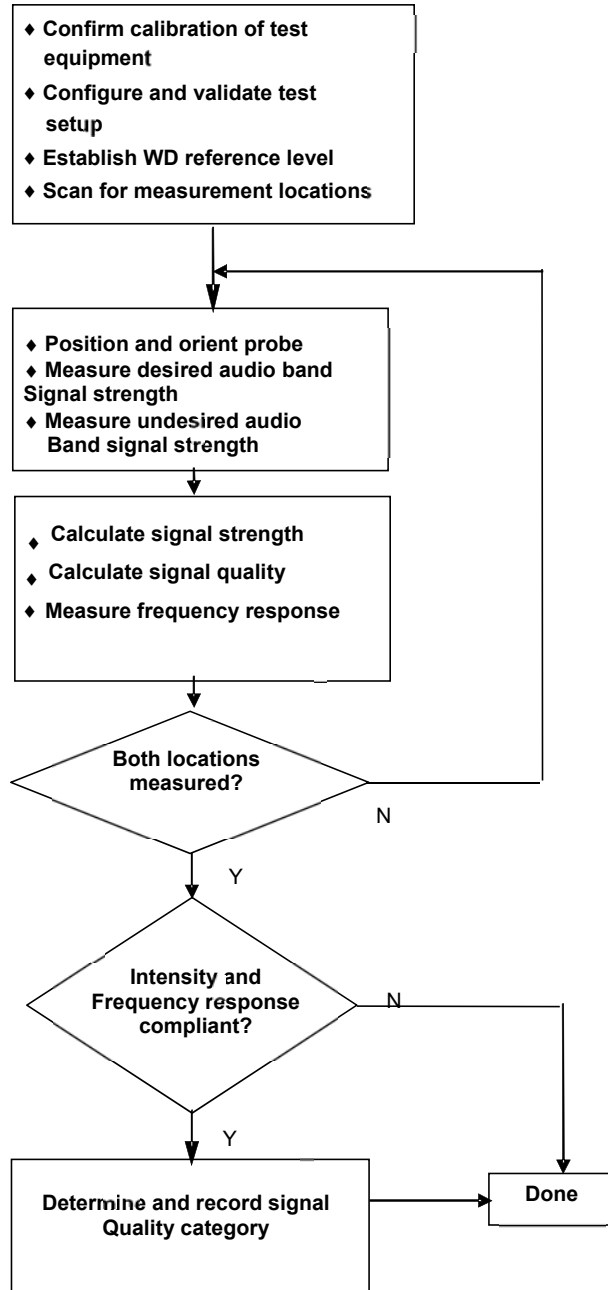 ♦ Confirm calibration of test
equipment
♦ Configure and validate test
setup
♦ Establish WD reference level
♦ Scan for measurement locations
♦ Position and orient probe
♦ Measure desired audio band
Signal strength
♦ Measure undesired audio
Band signal strength
♦ Calculate signal strength
♦ Calculate signal quality
♦ Measure frequency response
Both locations
measured?
N
Y
Intensity and
Frequency response
compliant?
N
Y
Determine and record signal
Quality category
Done